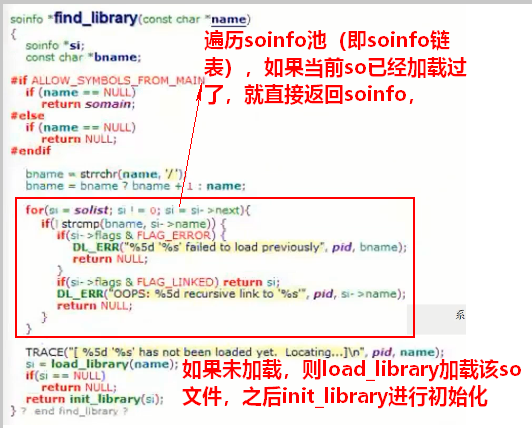 soinfo *find_library(const char *name)
{
soinfo *si;
const char *bname;
遍历soinfo池（即soinfo链
表），如果当前so已经加载过
了，就直接返回soinfo，
#if ALLOW_SYMBOLS_FROM_MAIN
if (name == NULL)
return somain;
#else
if (name == NULL)
return NULL;
#endif
bname = strrchr(name, '/');
bname = bname ? bname + 1 : name;
for(si = solist; si != 0; si = si->next){
if(! strcmp(bname, si->name)) {
if(si->flags & FLAG_ERROR) {
DL_ERR("%5d '%s' failed to load previously", pid, bname);
return NULL;
}
if(si->flags & FLAG_LINKED) return si;
DL_ERR("OOPS: %5d recursive link to '%s'", pid, si->name);
return NULL;
}
}
系
TRACE("[ %5d '%s' has not been loaded yet. Locating...]\n", pid, name);
si = load_library(name);
if(si == NULL)
return NULL;
return init_library(si);
} ? end find_library ?
如果未加载，则load_library加载该so
文件，之后init_library进行初始化